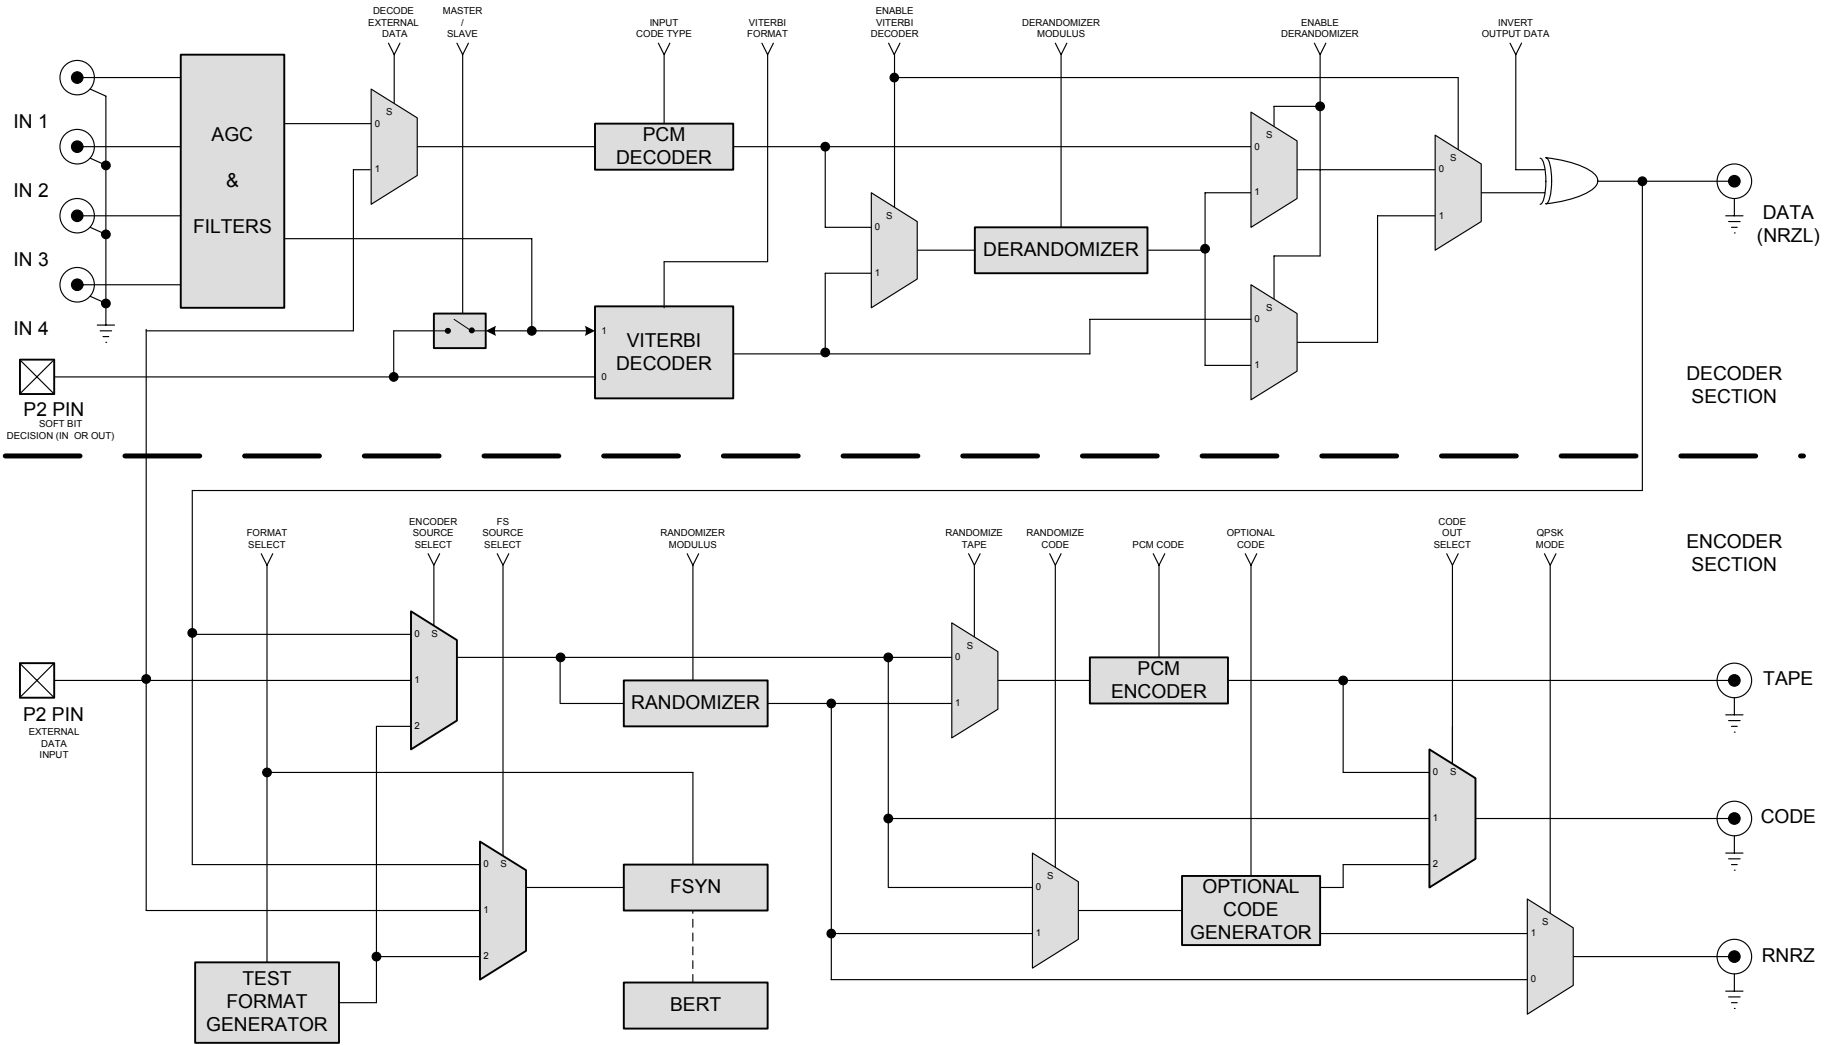 DECODE
EXTERNAL
DATA
MASTER
/
SLAVE
INPUT
CODE TYPE
VITERBI
FORMAT
ENABLE
VITERBI
DECODER
DERANDOMIZER
MODULUS
ENABLE
DERANDOMIZER
INVERT
OUTPUT DATA
IN 1
IN 2
IN 3
IN 4
AGC
&
FILTERS
S
0
1
PCM
DECODER
S
0
1
DERANDOMIZER
S
0
1
S
0
1
S
0
1
DATA
(NRZL)
1
0
VITERBI
DECODER
P2 PIN
SOFT BIT
DECISION (IN OR OUT)
DECODER
SECTION
ENCODER
SECTION
FORMAT
SELECT
ENCODER
SOURCE
SELECT
FS
SOURCE
SELECT
RANDOMIZER
MODULUS
RANDOMIZE
TAPE
RANDOMIZE
CODE
PCM CODE
OPTIONAL
CODE
CODE
OUT
SELECT
QPSK
MODE
0 S
1
2
P2 PIN
EXTERNAL
DATA
INPUT
RANDOMIZER
S
0
1
PCM
ENCODER
TAPE
0 S
1
2
CODE
0 S
1
2
FSYN
BERT
TEST
FORMAT
GENERATOR
S
0
1
OPTIONAL
CODE
GENERATOR
S
1
0
RNRZ